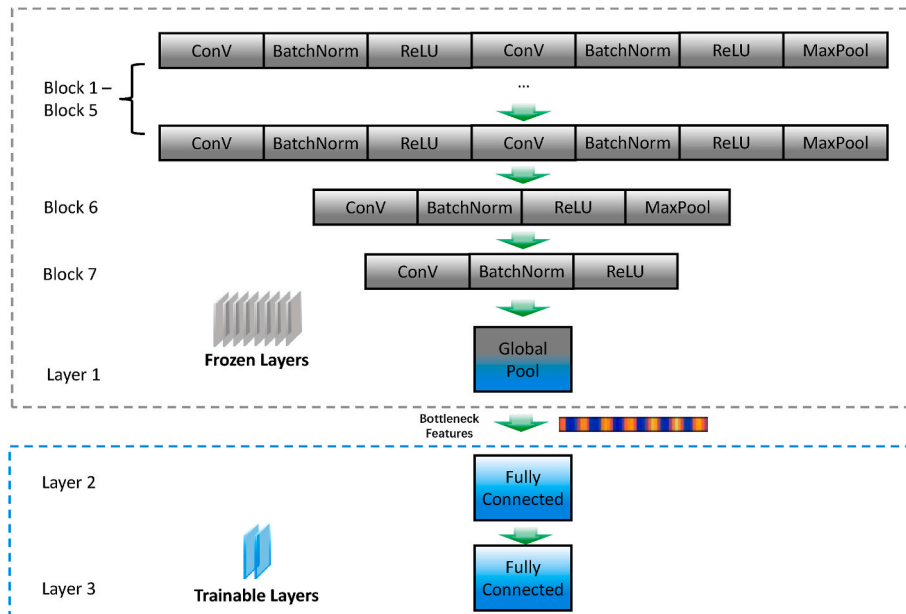 ConV BatchNorm ReLU ConV BatchNorm ReLU MaxPool
Block 1 –
Block 5
...
ConV BatchNorm ReLU ConV BatchNorm ReLU MaxPool
Block 6
ConV BatchNorm ReLU MaxPool
Block 7
ConV BatchNorm ReLU
Frozen Layers
Layer 1
Global
Pool
Bottleneck
Features
Layer 2
Fully
Connected
Trainable Layers
Layer 3
Fully
Connected